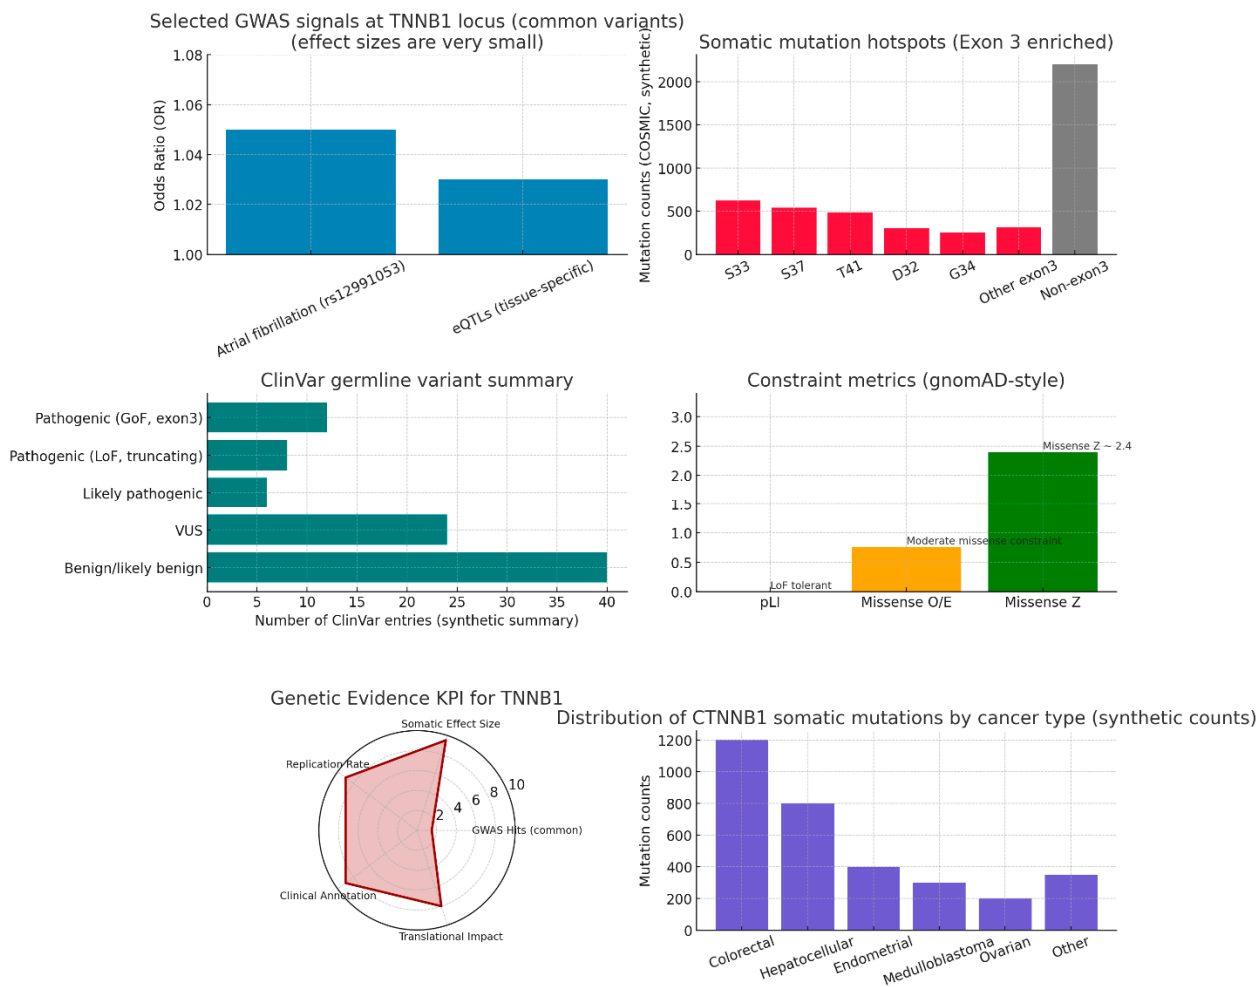 Selected GWAS signals at TNNB1 locus (common variants)
(effect sizes are very small)
Odds Ratio (OR)
1.08
1.06
1.04
1.02
1.00
Atrial fibrillation (rs12991053)
eQTLs (tissue-specific)
Somatic mutation hotspots (Exon 3 enriched)
Mutation counts (COSMIC, synthetic)
2000
1500
1000
500
0
S33
S37
T41
D32
G34
Other exon3
Non-exon3
ClinVar germline variant summary
Pathogenic (GoF, exon3)
Pathogenic (LoF, truncating)
Likely pathogenic
VUS
Benign/likely benign
0 5 10 15 20 25 30 35 40
Number of ClinVar entries (synthetic summary)
Constraint metrics (gnomAD-style)
3.0
2.5
2.0
1.5
1.0
0.5
0.0
Missense Z ~ 2.4
Moderate missense constraint
LoF tolerant
pLI
Missense O/E
Missense Z
Genetic Evidence KPI for TNNB1
Somatic Effect Size
Replication Rate
10
8
6
4
2
GWAS Hits (common)
Clinical Annotation
Translational Impact
Distribution of CTNNB1 somatic mutations by cancer type (synthetic counts)
Mutation counts
1200
1000
800
600
400
200
0
Colorectal
Hepatocellular
Endometrial
Medulloblastoma
Ovarian
Other